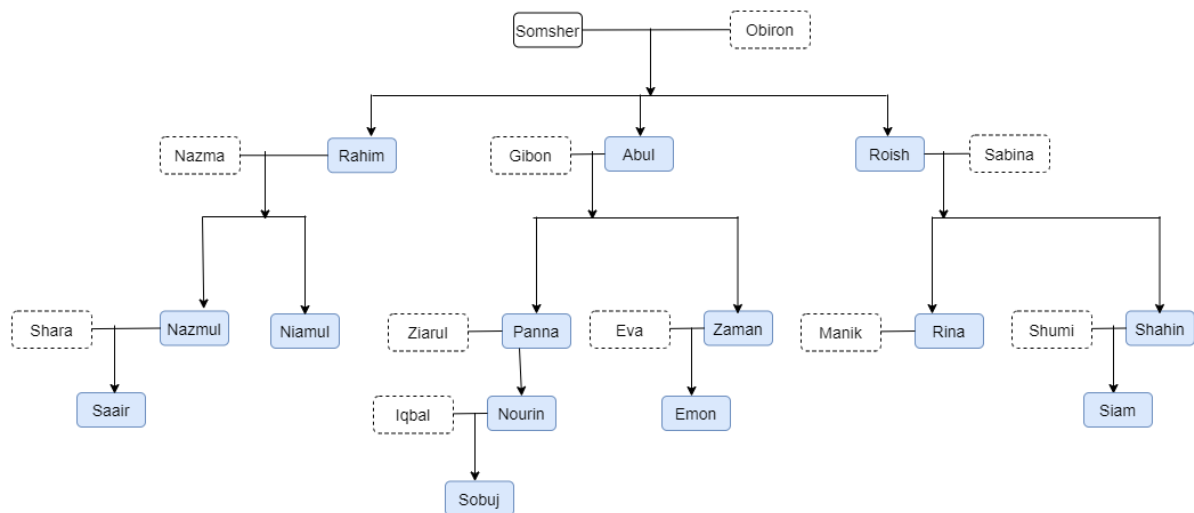 Somsher
Obiron
Nazma
Rahim
Gibon
Abul
Roish
Sabina
Shara
Nazmul
Niamul
Ziarul
Panna
Eva
Zaman
Manik
Rina
Shumi
Shahin
Saair
Iqbal
Nourin
Emon
Siam
Sobuj